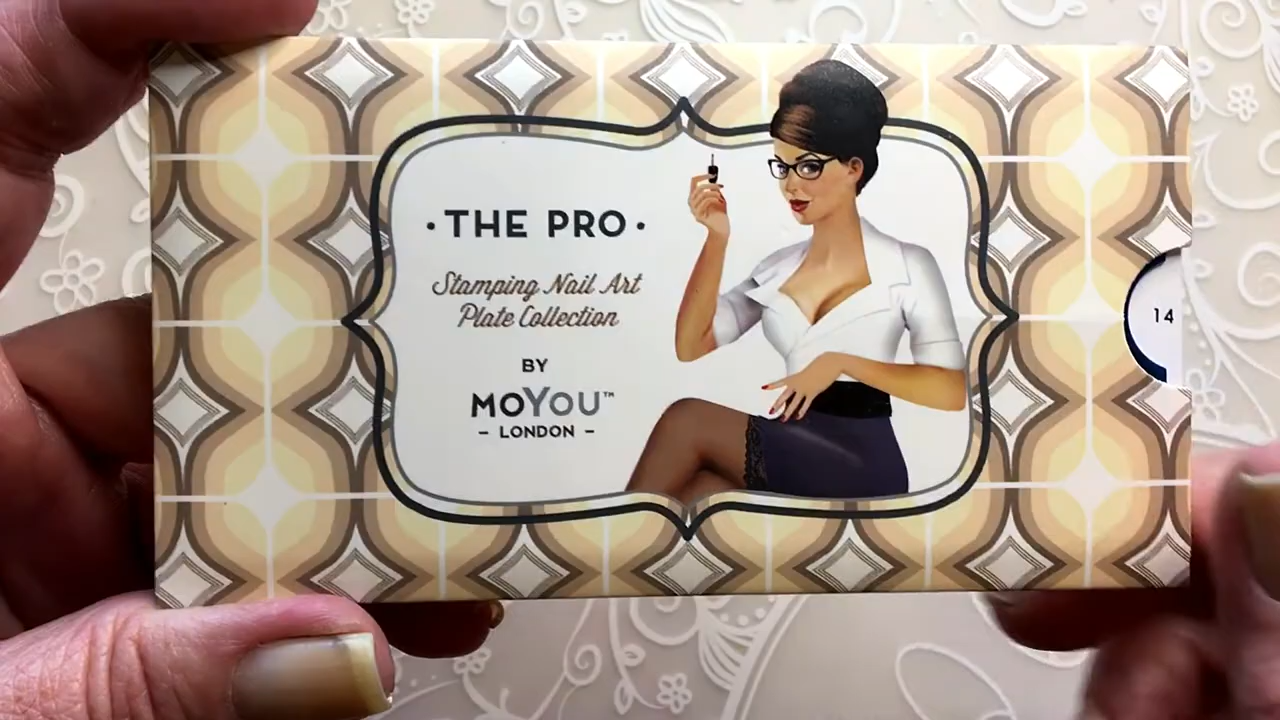 • THE PRO •
Stamping Nail Art
Plate Collection
BY
MOYOU™
– LONDON –
14